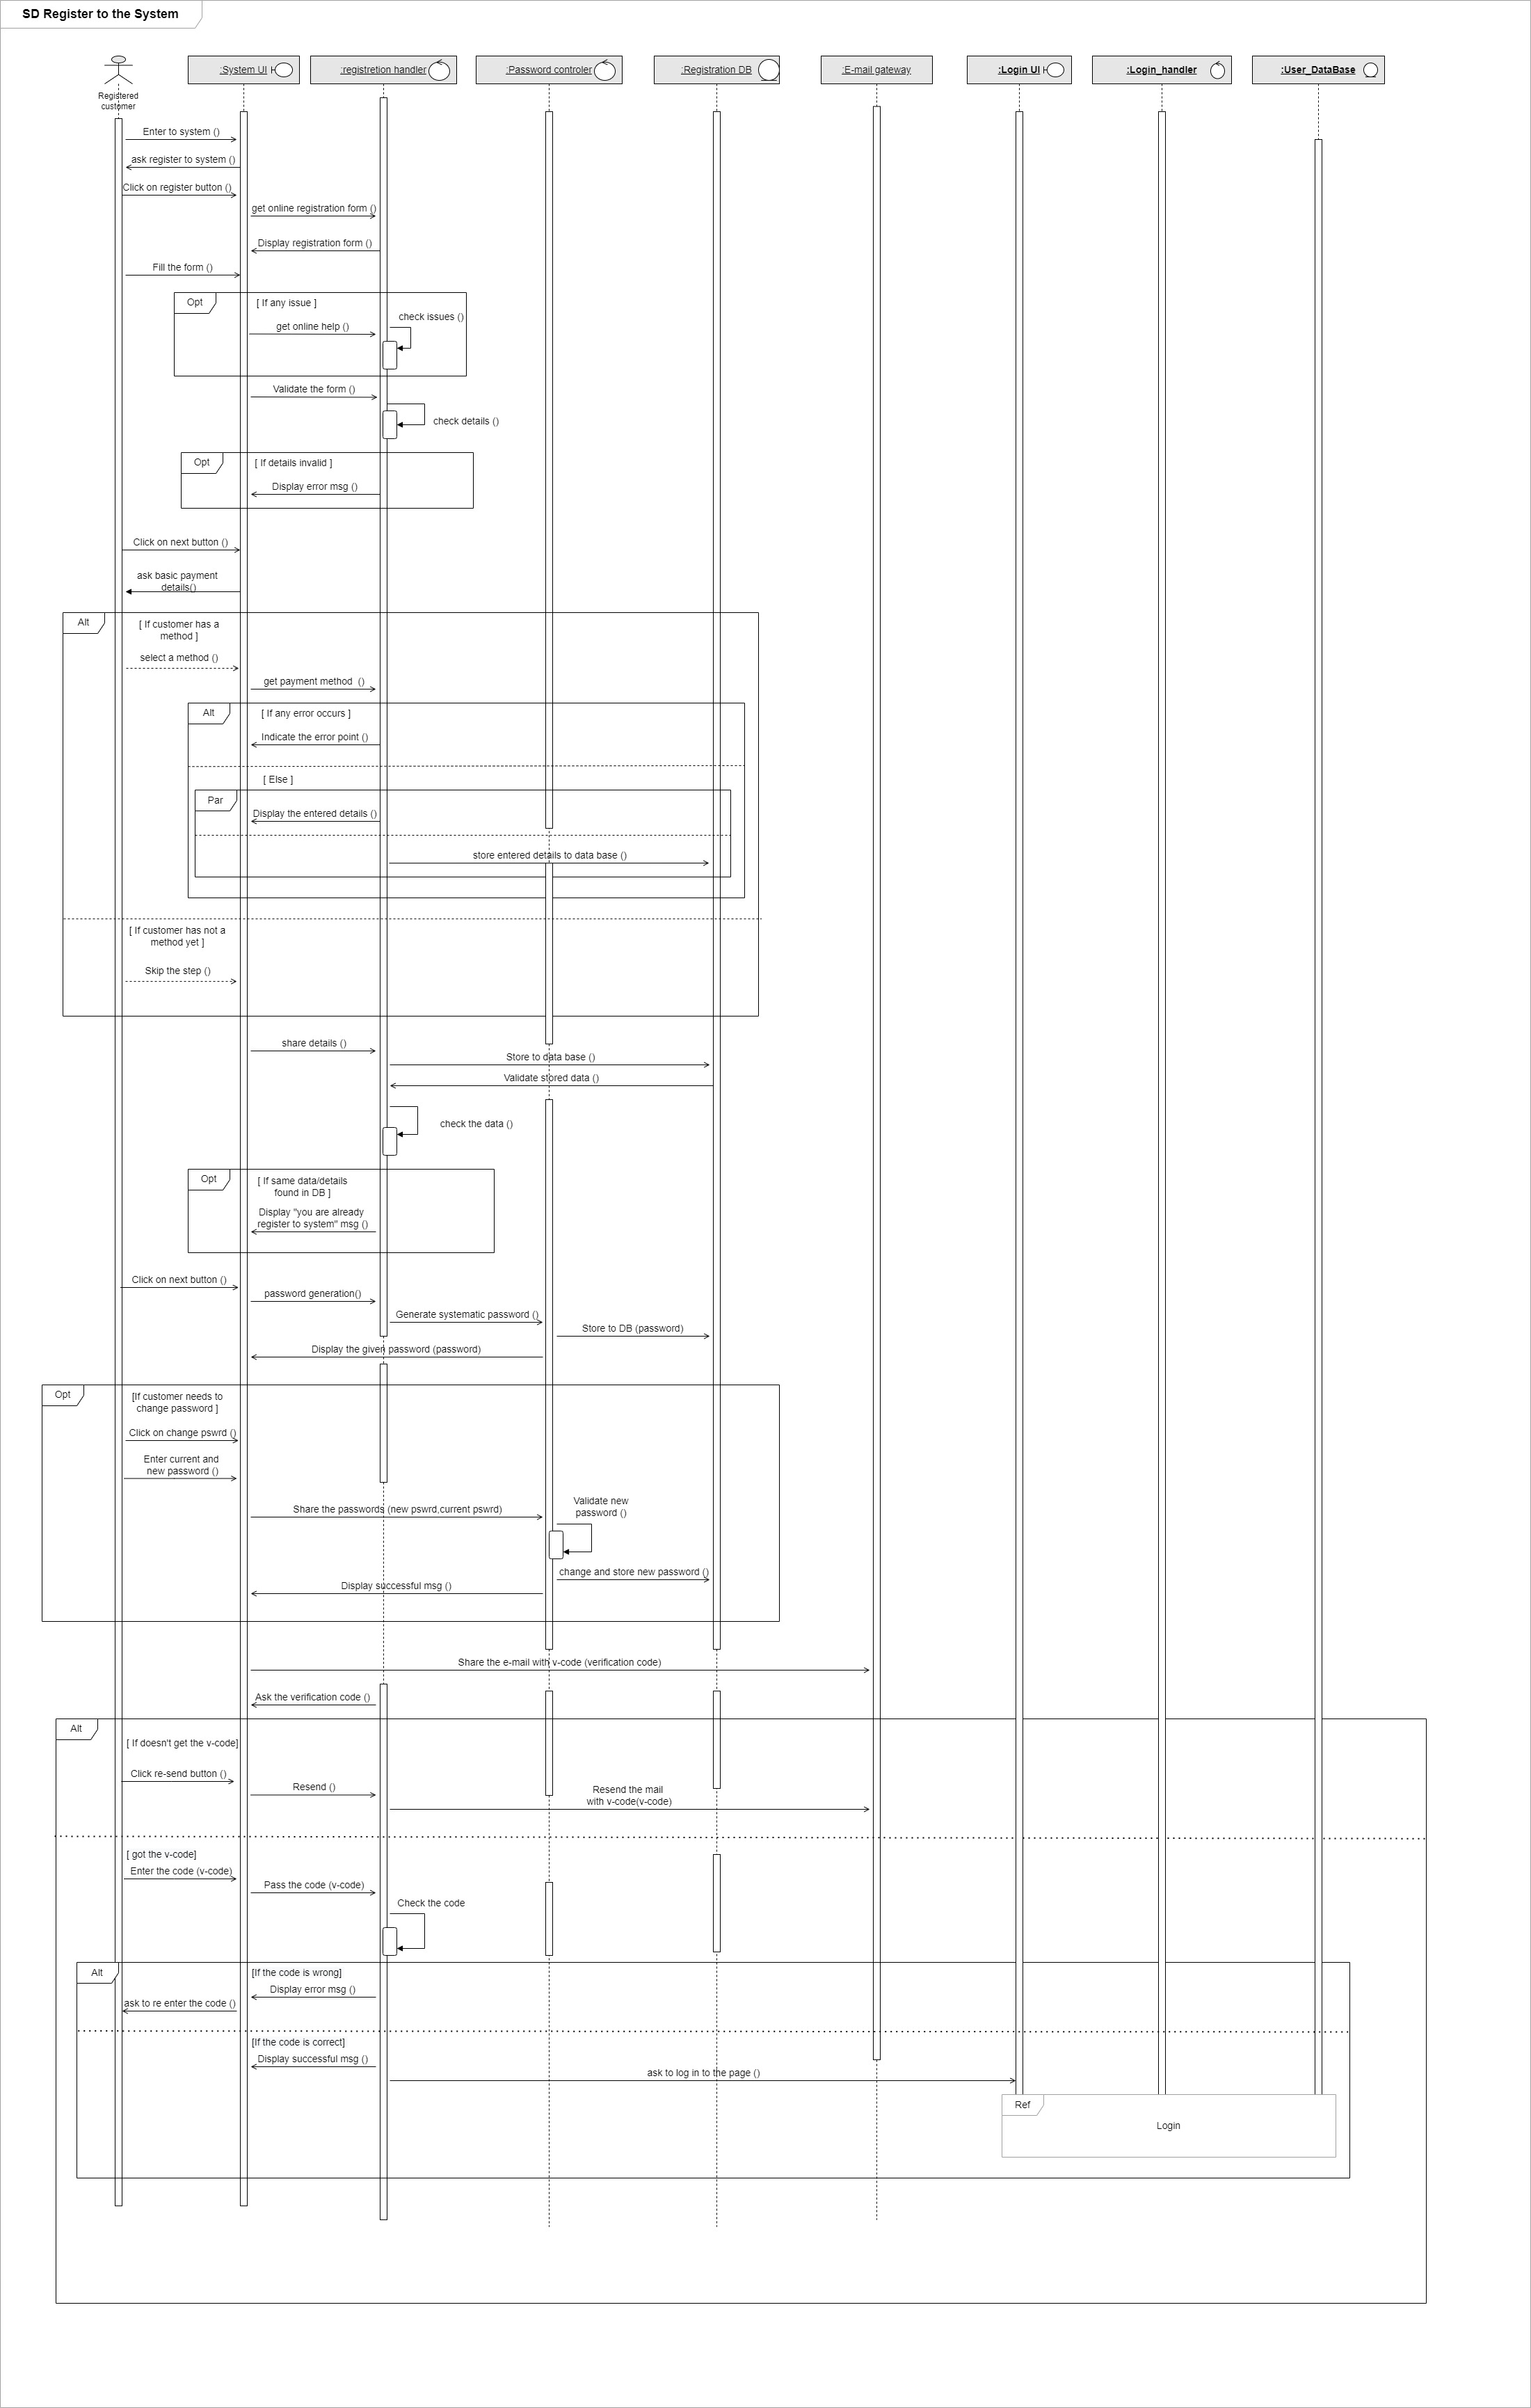 SD Register to the System
:System UI
:registretion handler
:Password controler
:Registration DB
:E-mail gateway
:Login UI
:Login_handler
:User_DataBase
Registered
customer
Enter to system ()
ask register to system ()
Click on register button ()
get online registration form ()
Display registration form ()
Fill the form ()
Opt
[ If any issue ]
check issues ()
get online help ()
Validate the form ()
check details ()
Opt
[ If details invalid ]
Display error msg ()
Click on next button ()
ask basic payment
details()
Alt
[ If customer has a
method ]
select a method ()
get payment method  ()
Alt
[ If any error occurs ]
Indicate the error point ()
[ Else ]
Par
Display the entered details ()
store entered details to data base ()
[ If customer has not a
method yet ]
Skip the step ()
share details ()
Store to data base ()
Validate stored data ()
check the data ()
Opt
[ If same data/details
found in DB ]
Display "you are already
register to system" msg ()
Click on next button ()
password generation()
Generate systematic password ()
Store to DB (password)
Display the given password (password)
Opt
[If customer needs to
change password ]
Click on change pswrd ()
Enter current and
new password ()
Share the passwords (new pswrd,current pswrd)
Validate new
password ()
change and store new password ()
Display successful msg ()
Share the e-mail with v-code (verification code)
Ask the verification code ()
Alt
[ If doesn't get the v-code]
Click re-send button ()
Resend ()
Resend the mail
with v-code(v-code)
[ got the v-code]
Enter the code (v-code)
Pass the code (v-code)
Check the code
Alt
[If the code is wrong]
Display error msg ()
ask to re enter the code ()
[If the code is correct]
Display successful msg ()
ask to log in to the page ()
Ref
Login